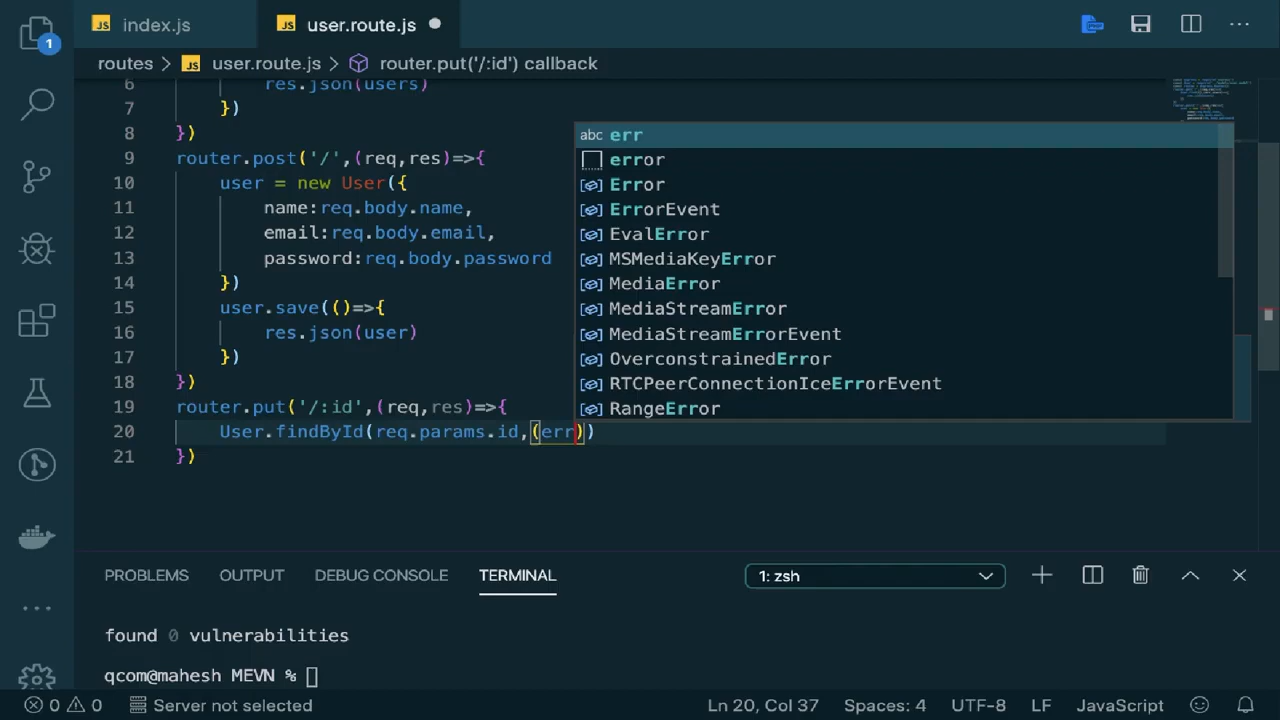 1
JS index.js
JS user.route.js
PHP
routes > JS user.route.js > router.put('/:id') callback
6 res.json(users)
7 })
8 })
9 router.post('/',(req,res)=>{
10 user = new User({
11 name:req.body.name,
12 email:req.body.email,
13 password:req.body.password
14 })
15 user.save(()=>{
16 res.json(user)
17 })
18 })
19 router.put('/:id',(req,res)=>{
20 User.findById(req.params.id,(err))
21 })
abc err
error
Error
ErrorEvent
EvalError
MSMediaKeyError
MediaError
MediaStreamError
MediaStreamErrorEvent
OverconstrainedError
RTCPeerConnectionIceErrorEvent
RangeError
PROBLEMS OUTPUT DEBUG CONSOLE TERMINAL 1: zsh
found 0 vulnerabilities
qcom@mahesh MEVN %
0 0 Server not selected Ln 20, Col 37 Spaces: 4 UTF-8 LF JavaScript